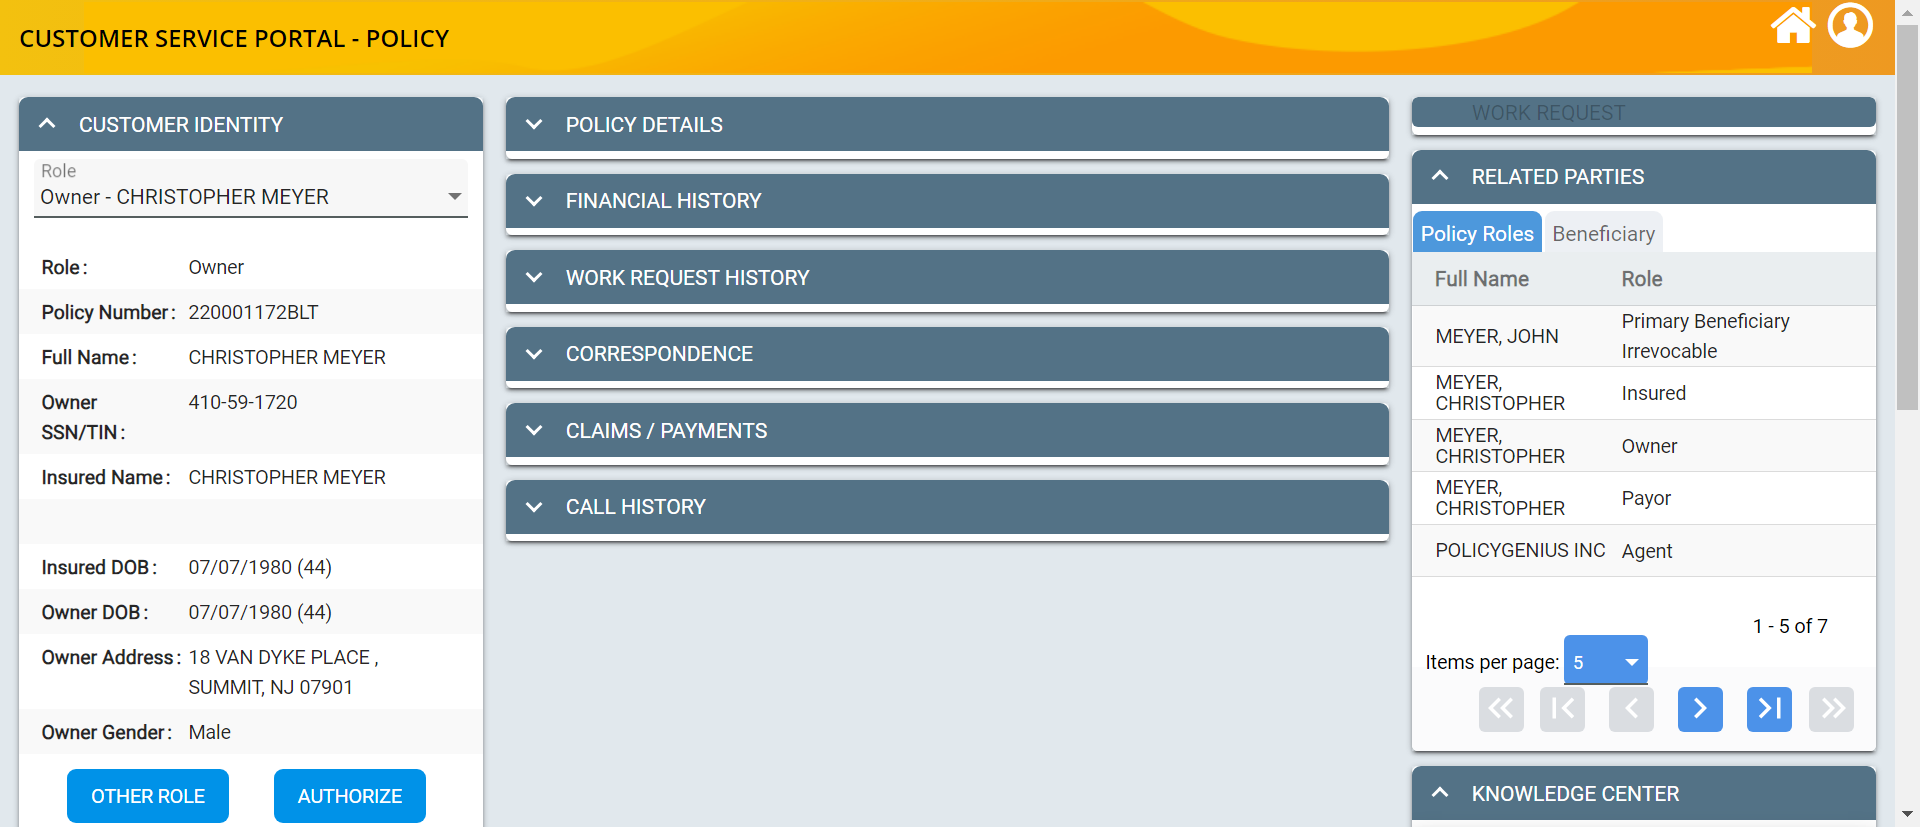 CUSTOMER SERVICE PORTAL - POLICY
CUSTOMER IDENTITY
Role
Owner - CHRISTOPHER MEYER
Role : Owner
Policy Number : 220001172BLT
Full Name : CHRISTOPHER MEYER
Owner SSN/TIN : 410-59-1720
Insured Name : CHRISTOPHER MEYER
Insured DOB : 07/07/1980 (44)
Owner DOB : 07/07/1980 (44)
Owner Address : 18 VAN DYKE PLACE ,
SUMMIT, NJ 07901
Owner Gender : Male
OTHER ROLE AUTHORIZE
POLICY DETAILS
FINANCIAL HISTORY
WORK REQUEST HISTORY
CORRESPONDENCE
CLAIMS / PAYMENTS
CALL HISTORY
WORK REQUEST
RELATED PARTIES
Policy Roles Beneficiary
Full Name Role
MEYER, JOHN Primary Beneficiary Irrevocable
MEYER, CHRISTOPHER Insured
MEYER, CHRISTOPHER Owner
MEYER, CHRISTOPHER Payor
POLICYGENIUS INC Agent
1 - 5 of 7
Items per page: 5
KNOWLEDGE CENTER